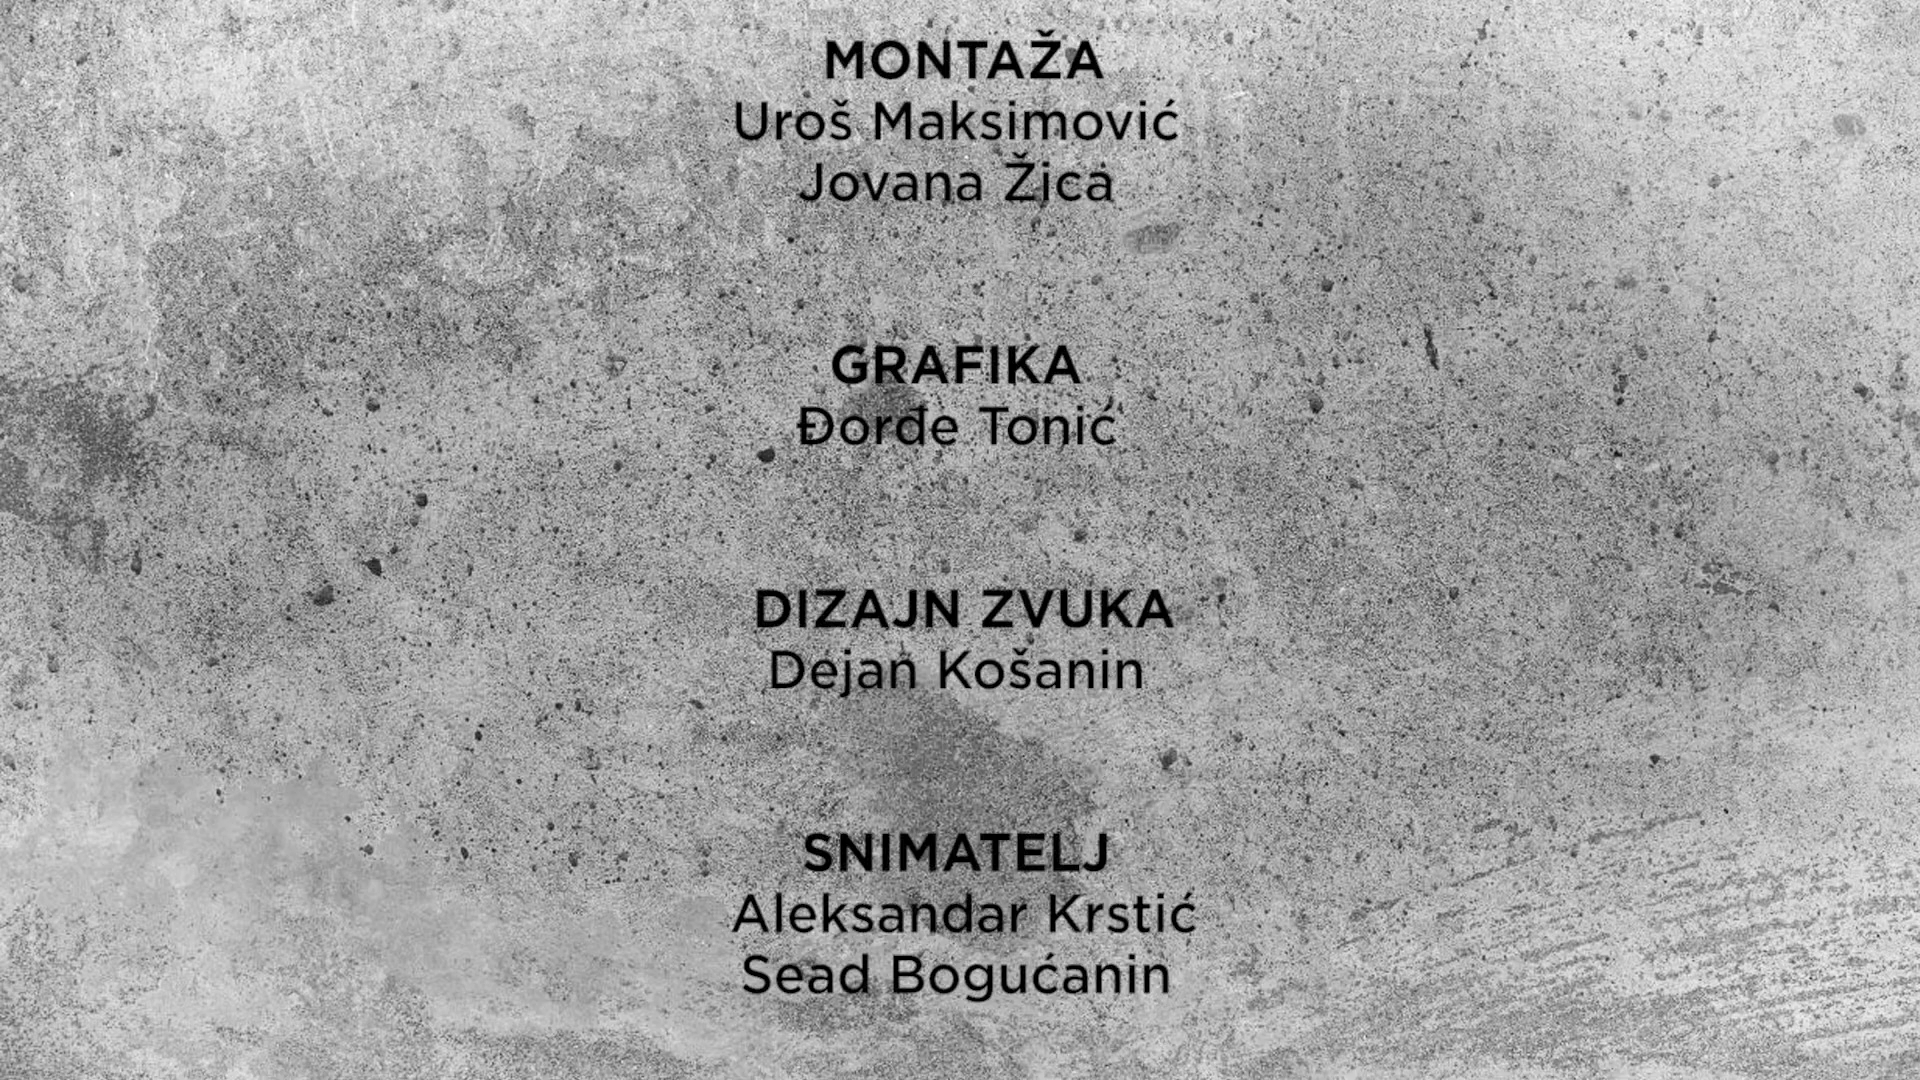 MONTAŽA
Uroš Maksimović
Jovana Žica
GRAFIKA
Đorđe Tonić
DIZAJN ZVUKA
Dejan Košanin
SNIMATELJ
Aleksandar Krstić
Sead Bogućanin